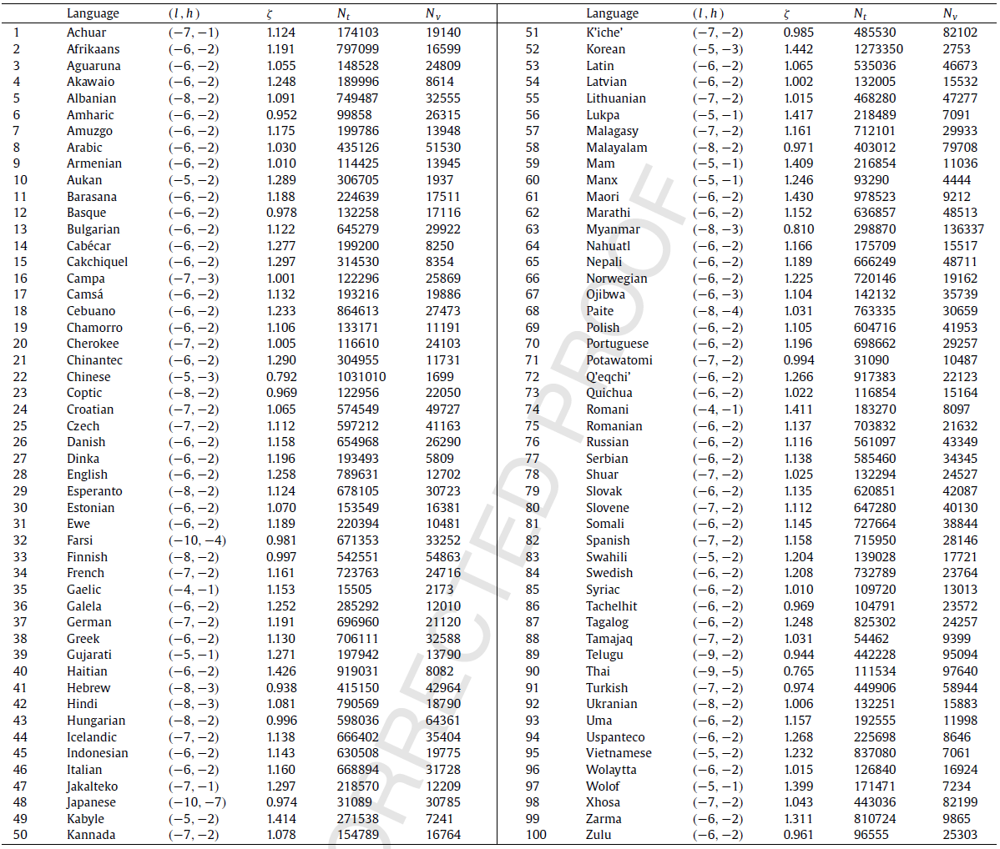 Language (l, h) ζ Nt Nv
1 Achuar (−7, −1) 1.124 174103 19140
2 Afrikaans (−6, −2) 1.191 797099 16599
3 Aguaruna (−6, −2) 1.055 148528 24809
4 Akawaio (−6, −2) 1.248 189996 8614
5 Albanian (−8, −2) 1.091 749487 32555
6 Amharic (−6, −2) 0.952 99858 26315
7 Amuzgo (−6, −2) 1.175 199786 13948
8 Arabic (−6, −2) 1.030 435126 51530
9 Armenian (−6, −2) 1.010 114425 13945
10 Aukan (−5, −2) 1.289 306705 1937
11 Barasana (−6, −2) 1.188 224639 17511
12 Basque (−6, −2) 0.978 132258 17116
13 Bulgarian (−6, −2) 1.122 645279 29922
14 Cabécar (−6, −2) 1.277 199200 8250
15 Cakchiquel (−6, −2) 1.297 314530 8354
16 Campa (−7, −3) 1.001 122296 25869
17 Camsá (−6, −2) 1.132 193216 19886
18 Cebuano (−6, −2) 1.233 864613 27473
19 Chamorro (−6, −2) 1.106 133171 11191
20 Cherokee (−7, −2) 1.005 116610 24103
21 Chinantec (−6, −2) 1.290 304955 11731
22 Chinese (−5, −3) 0.792 1031010 1699
23 Coptic (−8, −2) 0.969 122956 22050
24 Croatian (−7, −2) 1.065 574549 49727
25 Czech (−7, −2) 1.112 597212 41163
26 Danish (−6, −2) 1.158 654968 26290
27 Dinka (−6, −2) 1.196 193493 5809
28 English (−6, −2) 1.258 789631 12702
29 Esperanto (−8, −2) 1.124 678105 30723
30 Estonian (−6, −2) 1.070 153549 16381
31 Ewe (−6, −2) 1.189 220394 10481
32 Farsi (−10, −4) 0.981 671353 33252
33 Finnish (−8, −2) 0.997 542551 54863
34 French (−7, −2) 1.161 723763 24716
35 Gaelic (−4, −1) 1.153 15505 2173
36 Galela (−6, −2) 1.252 285292 12010
37 German (−7, −2) 1.191 696960 21120
38 Greek (−6, −2) 1.130 706111 32588
39 Gujarati (−5, −1) 1.271 197942 13790
40 Haitian (−6, −2) 1.426 919031 8082
41 Hebrew (−8, −3) 0.938 415150 42964
42 Hindi (−8, −3) 1.081 790569 18790
43 Hungarian (−8, −2) 0.996 598036 64361
44 Icelandic (−7, −2) 1.138 666402 35404
45 Indonesian (−6, −2) 1.143 630508 19775
46 Italian (−6, −2) 1.160 668894 31728
47 Jakalteko (−7, −1) 1.297 218570 12209
48 Japanese (−10, −7) 0.974 31089 30785
49 Kabyle (−5, −2) 1.414 271538 7241
50 Kannada (−7, −2) 1.078 154789 16764
Language (l, h) ζ Nt Nv
51 K'iche' (−7, −2) 0.985 485530 82102
52 Korean (−5, −3) 1.442 1273350 2753
53 Latin (−6, −2) 1.065 535036 46673
54 Latvian (−6, −2) 1.002 132005 15532
55 Lithuanian (−7, −2) 1.015 468280 47277
56 Lukpa (−5, −1) 1.417 218489 7091
57 Malagasy (−7, −2) 1.161 712101 29933
58 Malayalam (−8, −2) 0.971 403012 79708
59 Mam (−5, −1) 1.409 216854 11036
60 Manx (−5, −1) 1.246 93290 4444
61 Maori (−6, −2) 1.430 978523 9212
62 Marathi (−6, −2) 1.152 636857 48513
63 Myanmar (−8, −3) 0.810 298870 136337
64 Nahuatl (−6, −2) 1.166 175709 15517
65 Nepali (−6, −2) 1.189 666249 48711
66 Norwegian (−6, −2) 1.225 720146 19162
67 Ojibwa (−6, −3) 1.104 142132 35739
68 Paite (−8, −4) 1.031 763335 30659
69 Polish (−6, −2) 1.105 604716 41953
70 Portuguese (−6, −2) 1.196 698662 29257
71 Potawatomi (−7, −2) 0.994 31090 10487
72 Q'eqchi' (−6, −2) 1.266 917383 22123
73 Quichua (−6, −2) 1.022 116854 15164
74 Romani (−4, −1) 1.411 183270 8097
75 Romanian (−6, −2) 1.137 703832 21632
76 Russian (−6, −2) 1.116 561097 43349
77 Serbian (−6, −2) 1.138 585460 34345
78 Shuar (−7, −2) 1.025 132294 24527
79 Slovak (−6, −2) 1.135 620851 42087
80 Slovene (−7, −2) 1.112 647280 40130
81 Somali (−6, −2) 1.145 727664 38844
82 Spanish (−7, −2) 1.158 715950 28146
83 Swahili (−5, −2) 1.204 139028 17721
84 Swedish (−6, −2) 1.208 732789 23764
85 Syriac (−6, −2) 1.010 109720 13013
86 Tachelhit (−6, −2) 0.969 104791 23572
87 Tagalog (−6, −2) 1.248 825302 24257
88 Tamajaq (−7, −2) 1.031 54462 9399
89 Telugu (−9, −2) 0.944 442228 95094
90 Thai (−9, −5) 0.765 111534 97640
91 Turkish (−7, −2) 0.974 449906 58944
92 Ukranian (−8, −2) 1.006 132251 15883
93 Uma (−6, −2) 1.157 192555 11998
94 Uspanteco (−6, −2) 1.268 225698 8646
95 Vietnamese (−5, −2) 1.232 837080 7061
96 Wolaytta (−6, −2) 1.015 126840 16924
97 Wolof (−5, −1) 1.399 171471 7234
98 Xhosa (−7, −2) 1.043 443036 82199
99 Zarma (−6, −2) 1.311 810724 9865
100 Zulu (−6, −2) 0.961 96555 25303
ORRECTED PROOF